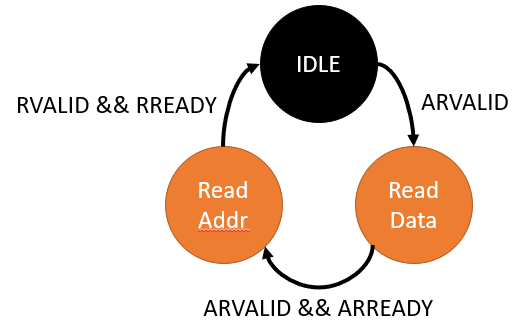 IDLE
RVALID && RREADY
ARVALID
Read
Addr
Read
Data
ARVALID && ARREADY